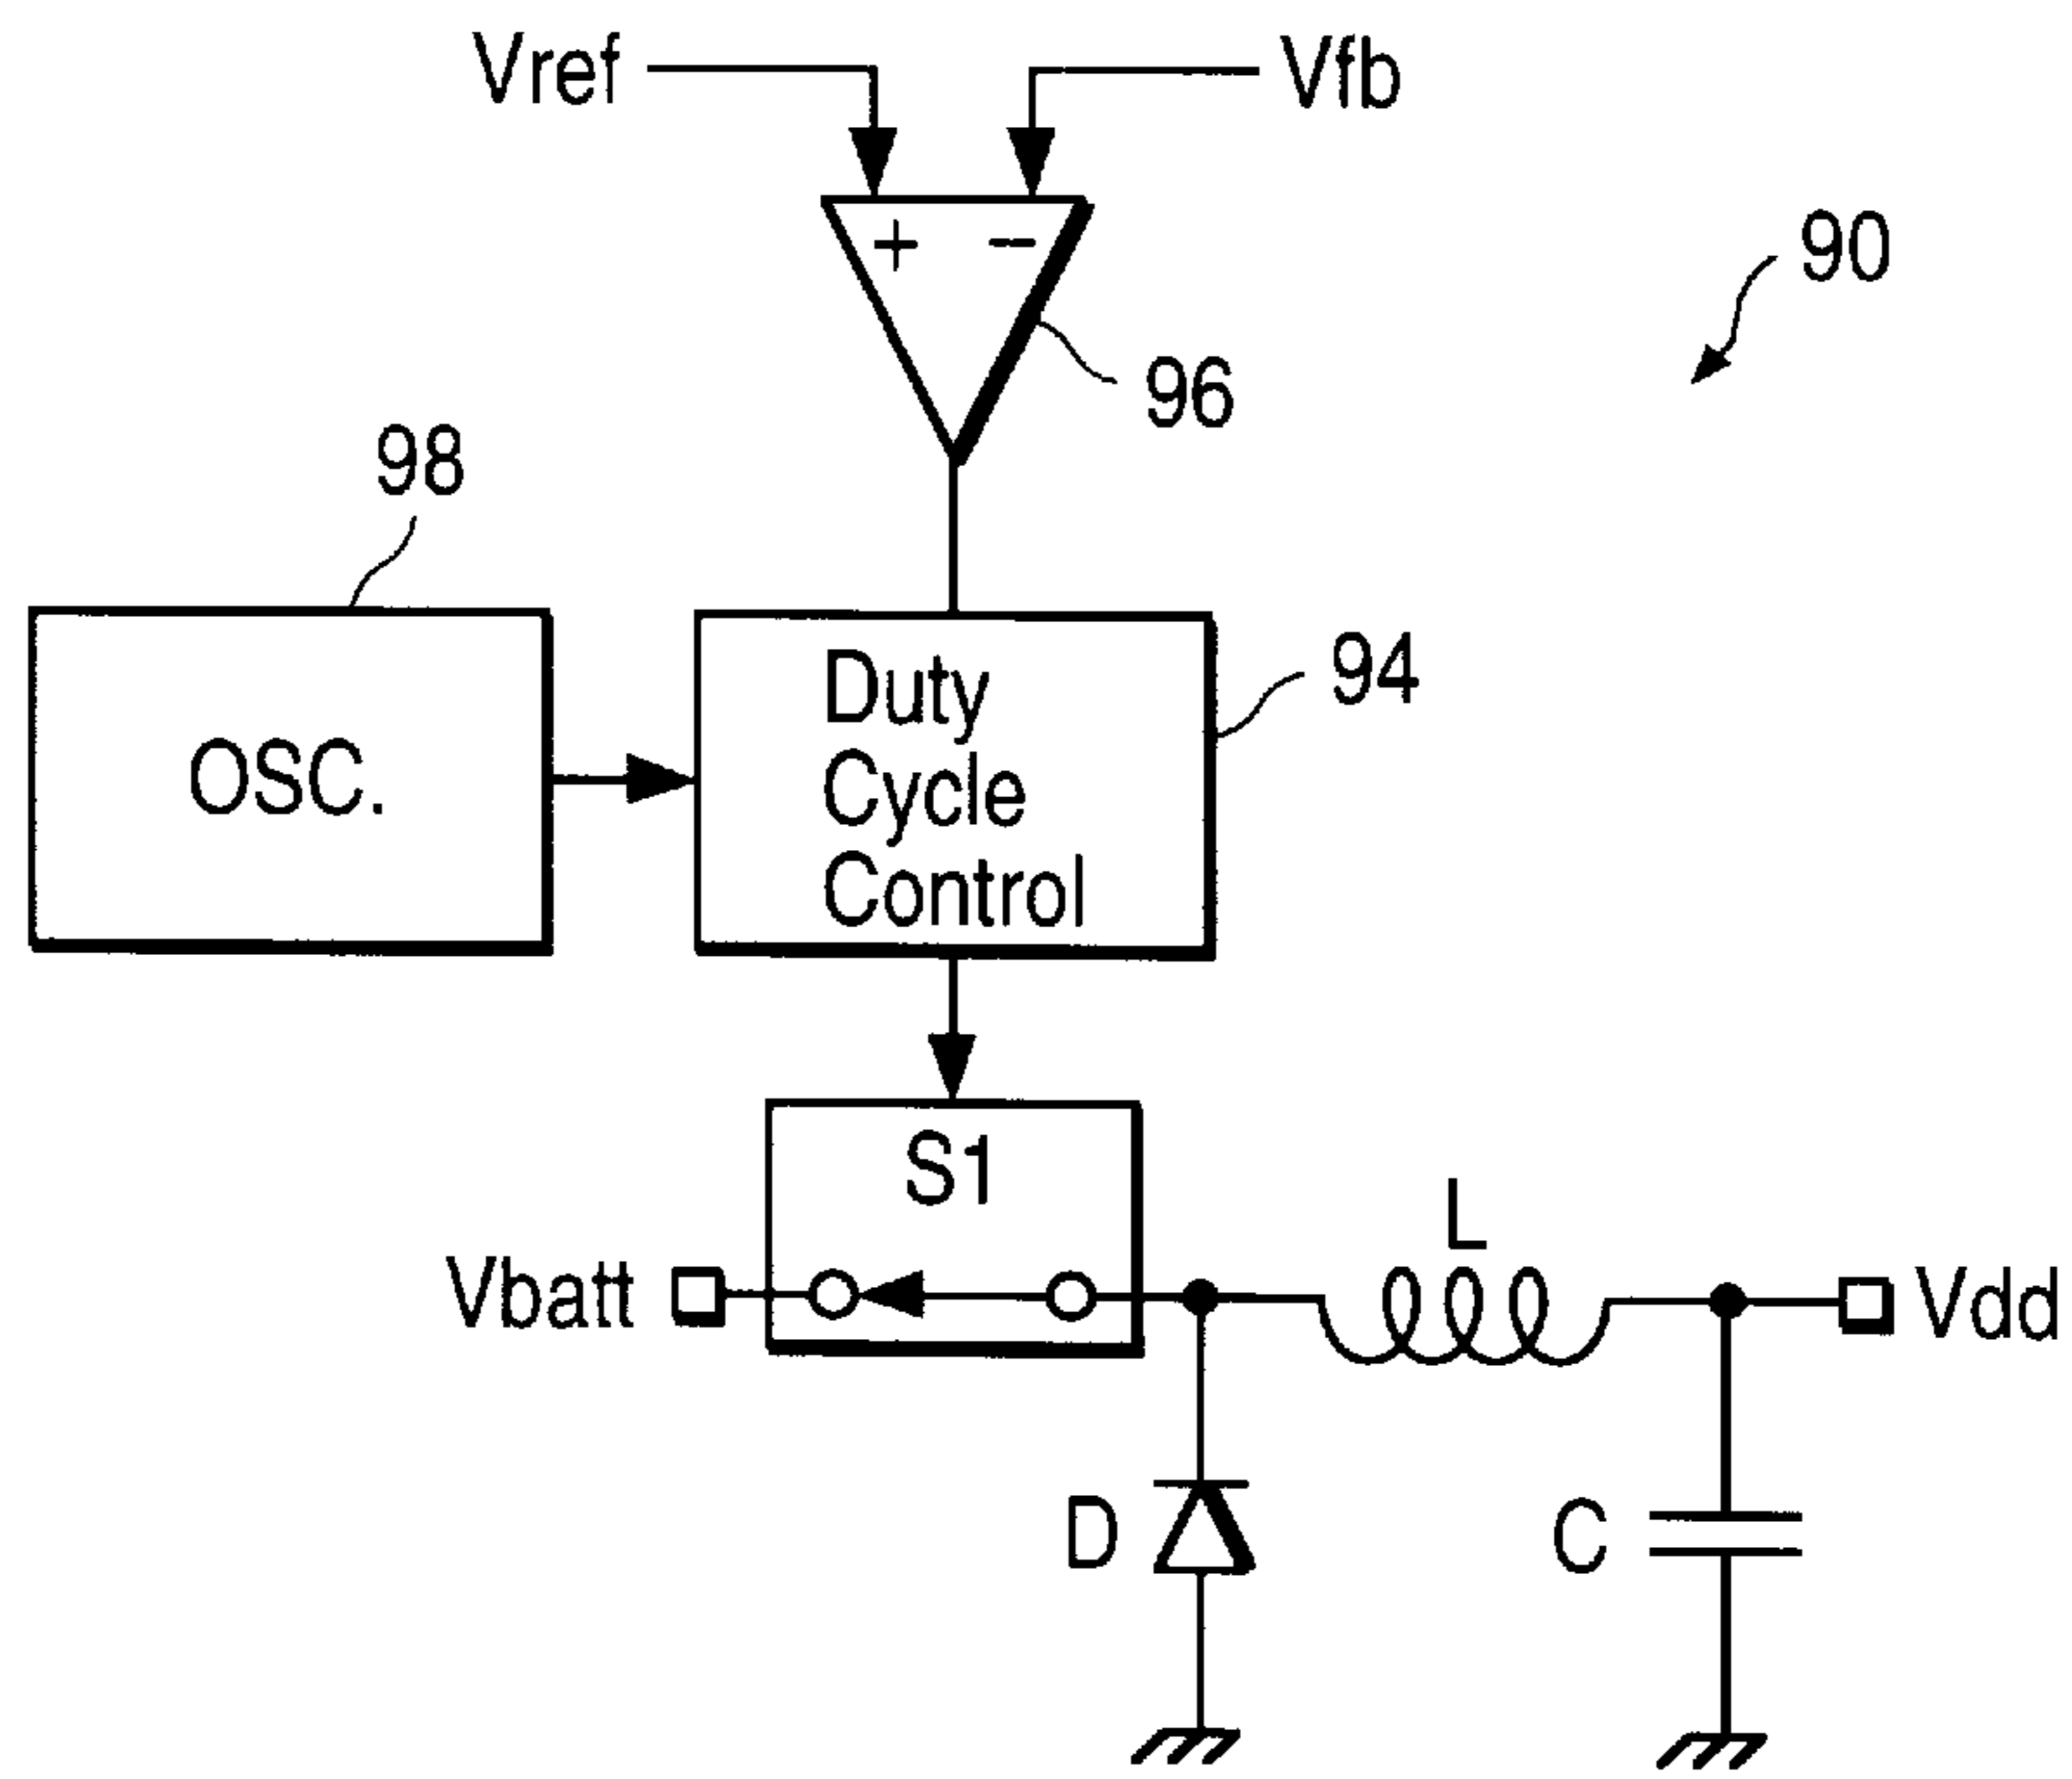 Vref
Vfb
+ −
90
96
98
OSC.
Duty
Cycle
Control
94
S1
L
Vbatt
Vdd
D
C